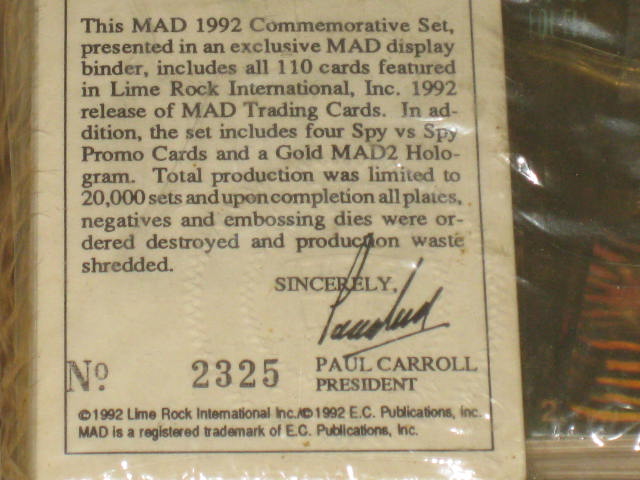 This MAD 1992 Commemorative Set,
presented in an exclusive MAD display
binder, includes all 110 cards featured
in Lime Rock International, Inc. 1992
release of MAD Trading Cards. In ad-
dition, the set includes four Spy vs Spy
Promo Cards and a Gold MAD2 Holo-
gram. Total production was limited to
20,000 sets and upon completion all plates,
negatives and embossing dies were or-
dered destroyed and production waste
shredded.
SINCERELY,
No. 2325
PAUL CARROLL
PRESIDENT
©1992 Lime Rock International Inc./©1992 E.C. Publications, Inc.
MAD is a registered trademark of E.C. Publications, Inc.